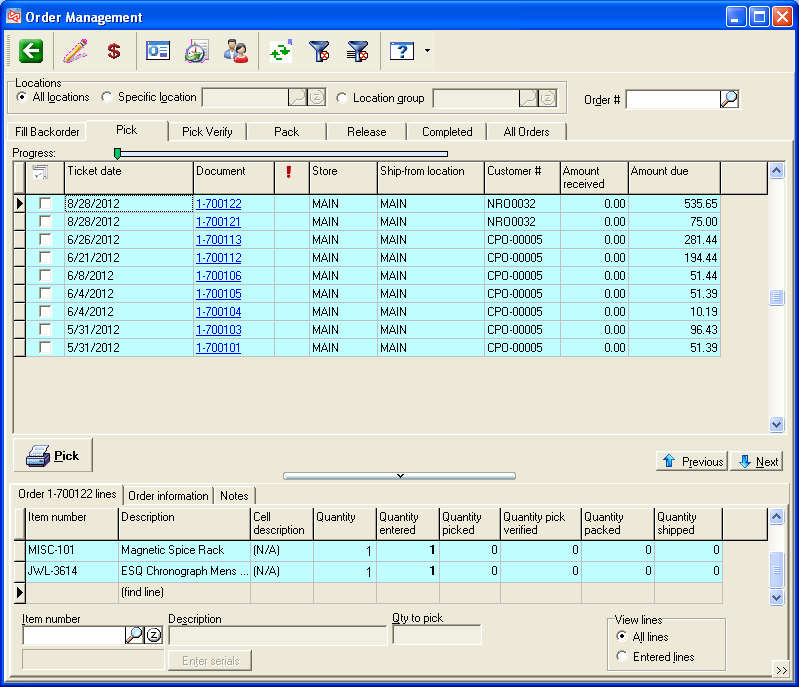 Order Management
$
?
Locations
All locations Specific location Location group Order #
Fill Backorder Pick Pick Verify Pack Release Completed All Orders
Progress:
Ticket date Document ! Store Ship-from location Customer # Amount received Amount due
8/28/2012 1-700122 MAIN MAIN NRO0032 0.00 535.65
8/28/2012 1-700121 MAIN MAIN NRO0032 0.00 75.00
6/26/2012 1-700113 MAIN MAIN CPO-00005 0.00 281.44
6/21/2012 1-700112 MAIN MAIN CPO-00005 0.00 194.44
6/8/2012 1-700106 MAIN MAIN CPO-00005 0.00 51.44
6/4/2012 1-700105 MAIN MAIN CPO-00005 0.00 51.39
6/4/2012 1-700104 MAIN MAIN CPO-00005 0.00 10.19
5/31/2012 1-700103 MAIN MAIN CPO-00005 0.00 96.43
5/31/2012 1-700101 MAIN MAIN CPO-00005 0.00 51.39
Pick
Previous Next
Order 1-700122 lines Order information Notes
Item number Description Cell description Quantity Quantity entered Quantity picked Quantity pick verified Quantity packed Quantity shipped
MISC-101 Magnetic Spice Rack (N/A) 1 1 0 0 0 0
JWL-3614 ESQ Chronograph Mens ... (N/A) 1 1 0 0 0 0
(find line)
Item number Description Qty to pick View lines
All lines
Enter serials Entered lines
>>